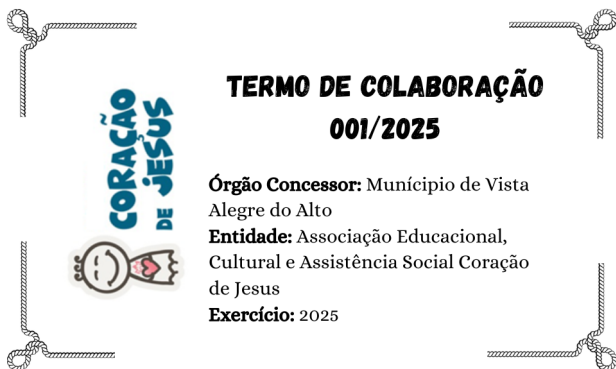 CORAÇÃO
DE JESUS
TERMO DE COLABORAÇÃO
001/2025
Órgão Concessor: Munícipio de Vista
Alegre do Alto
Entidade: Associação Educacional,
Cultural e Assistência Social Coração
de Jesus
Exercício: 2025